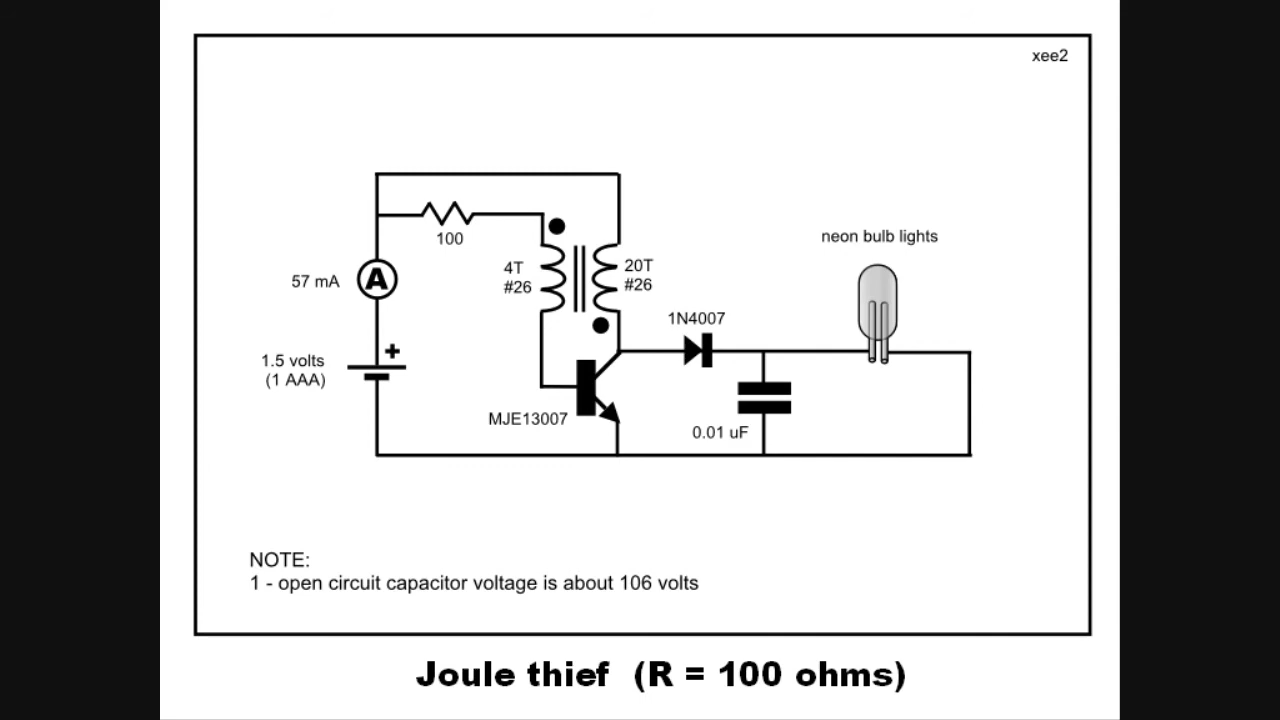 xee2
neon bulb lights
100
4T
#26
20T
#26
57 mA
A
+
1N4007
1.5 volts
(1 AAA)
MJE13007
0.01 uF
NOTE:
1 - open circuit capacitor voltage is about 106 volts
Joule thief (R = 100 ohms)